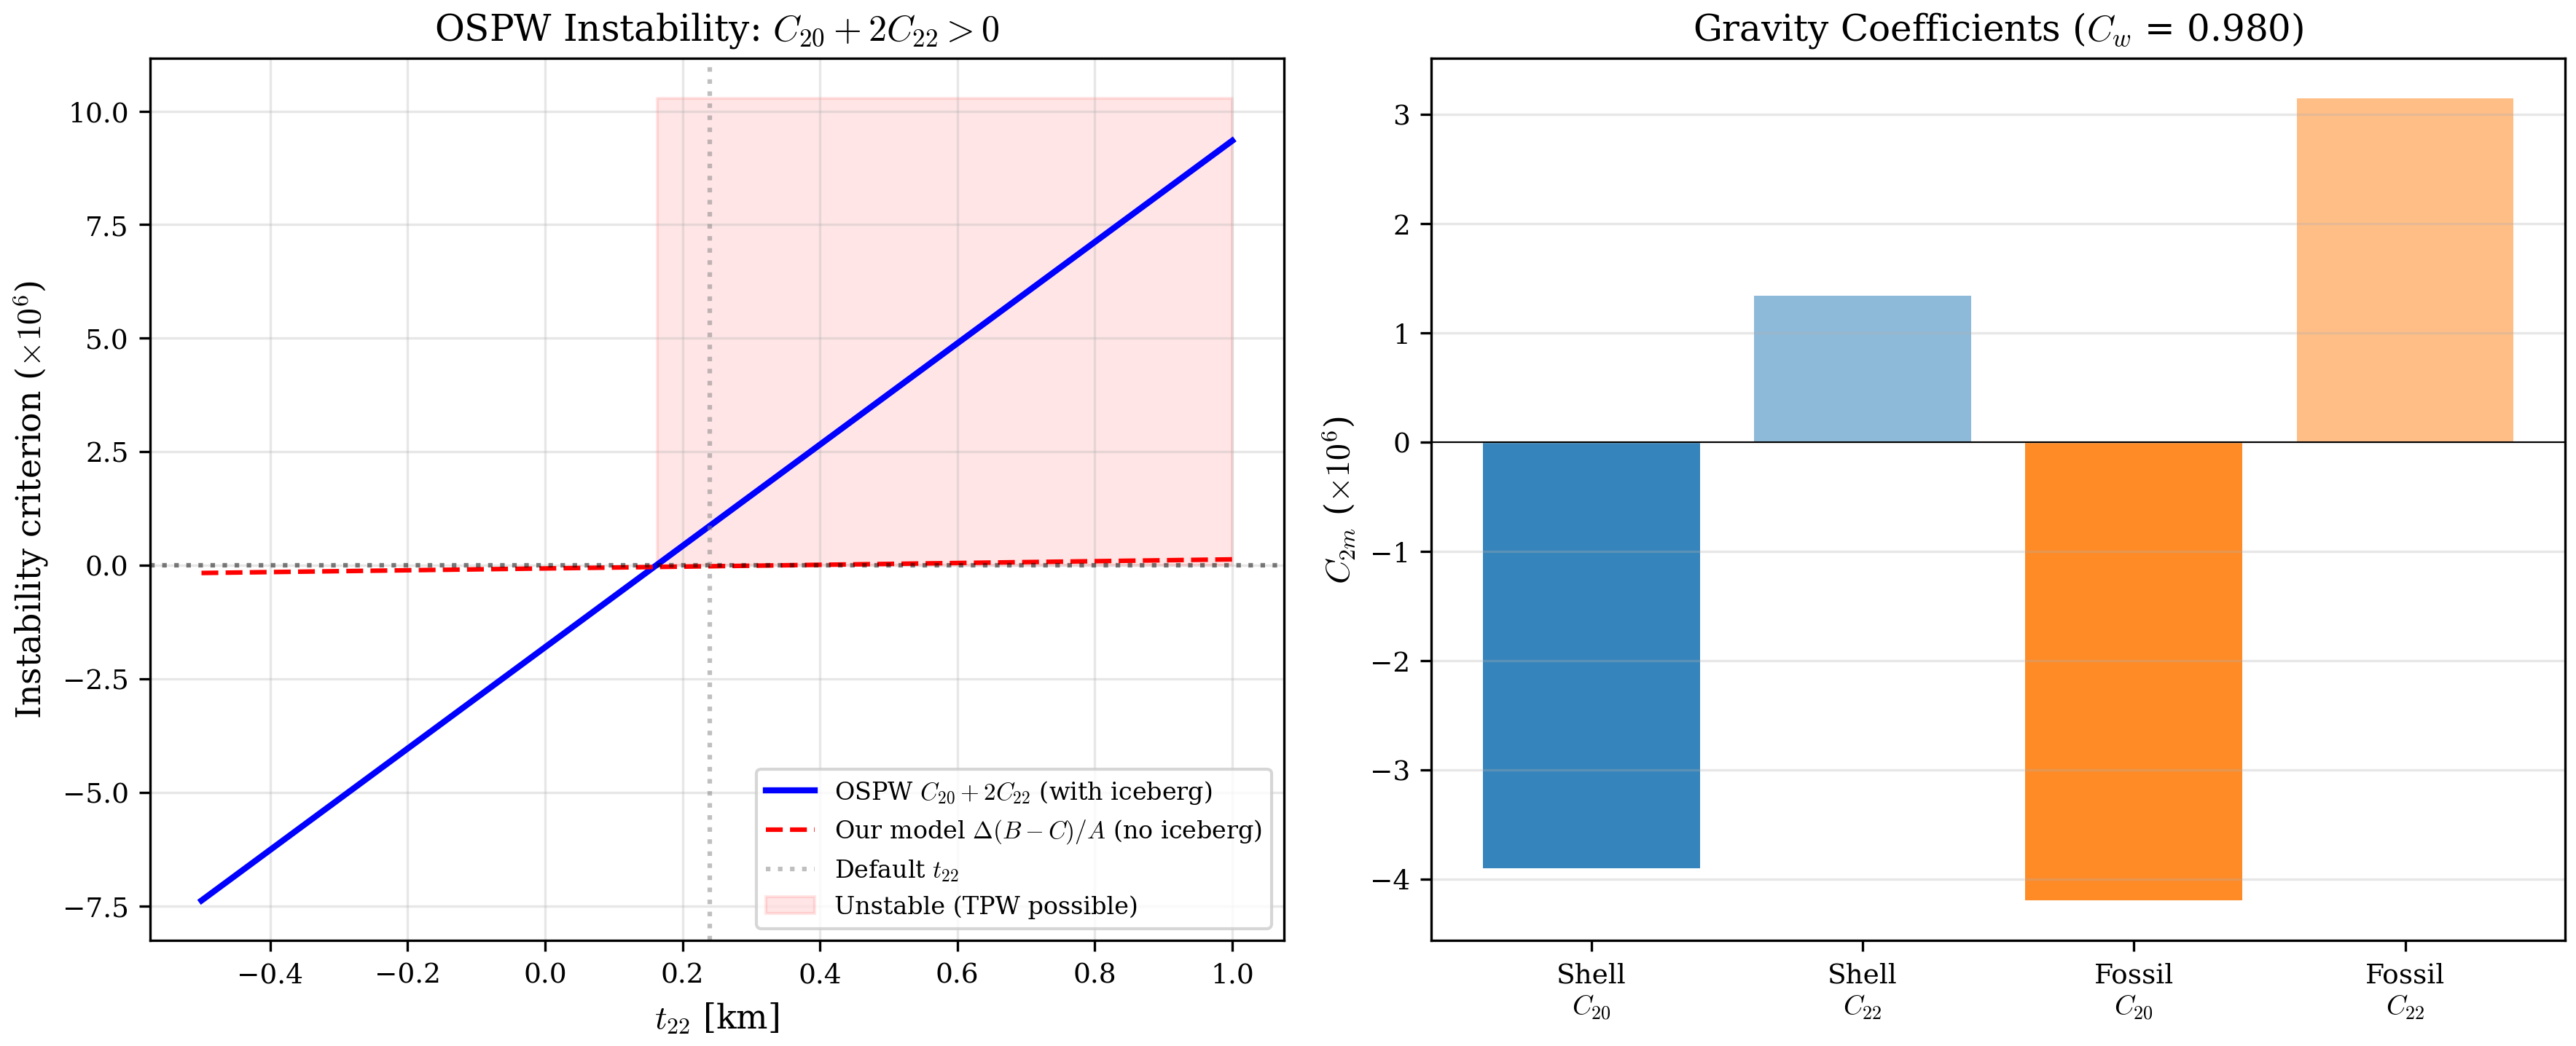 OSPW Instability: C₂₀ + 2C₂₂ > 0
Instability criterion (×10⁶)
10.0
7.5
5.0
2.5
0.0
−2.5
−5.0
−7.5
OSPW C₂₀ + 2C₂₂ (with iceberg)
Our model Δ(B − C)/A (no iceberg)
Default t₂₂
Unstable (TPW possible)
−0.4 −0.2 0.0 0.2 0.4 0.6 0.8 1.0
t₂₂ [km]
Gravity Coefficients (C_w = 0.980)
C₂ₘ (×10⁶)
3
2
1
0
−1
−2
−3
−4
Shell Shell Fossil Fossil
C₂₀ C₂₂ C₂₀ C₂₂